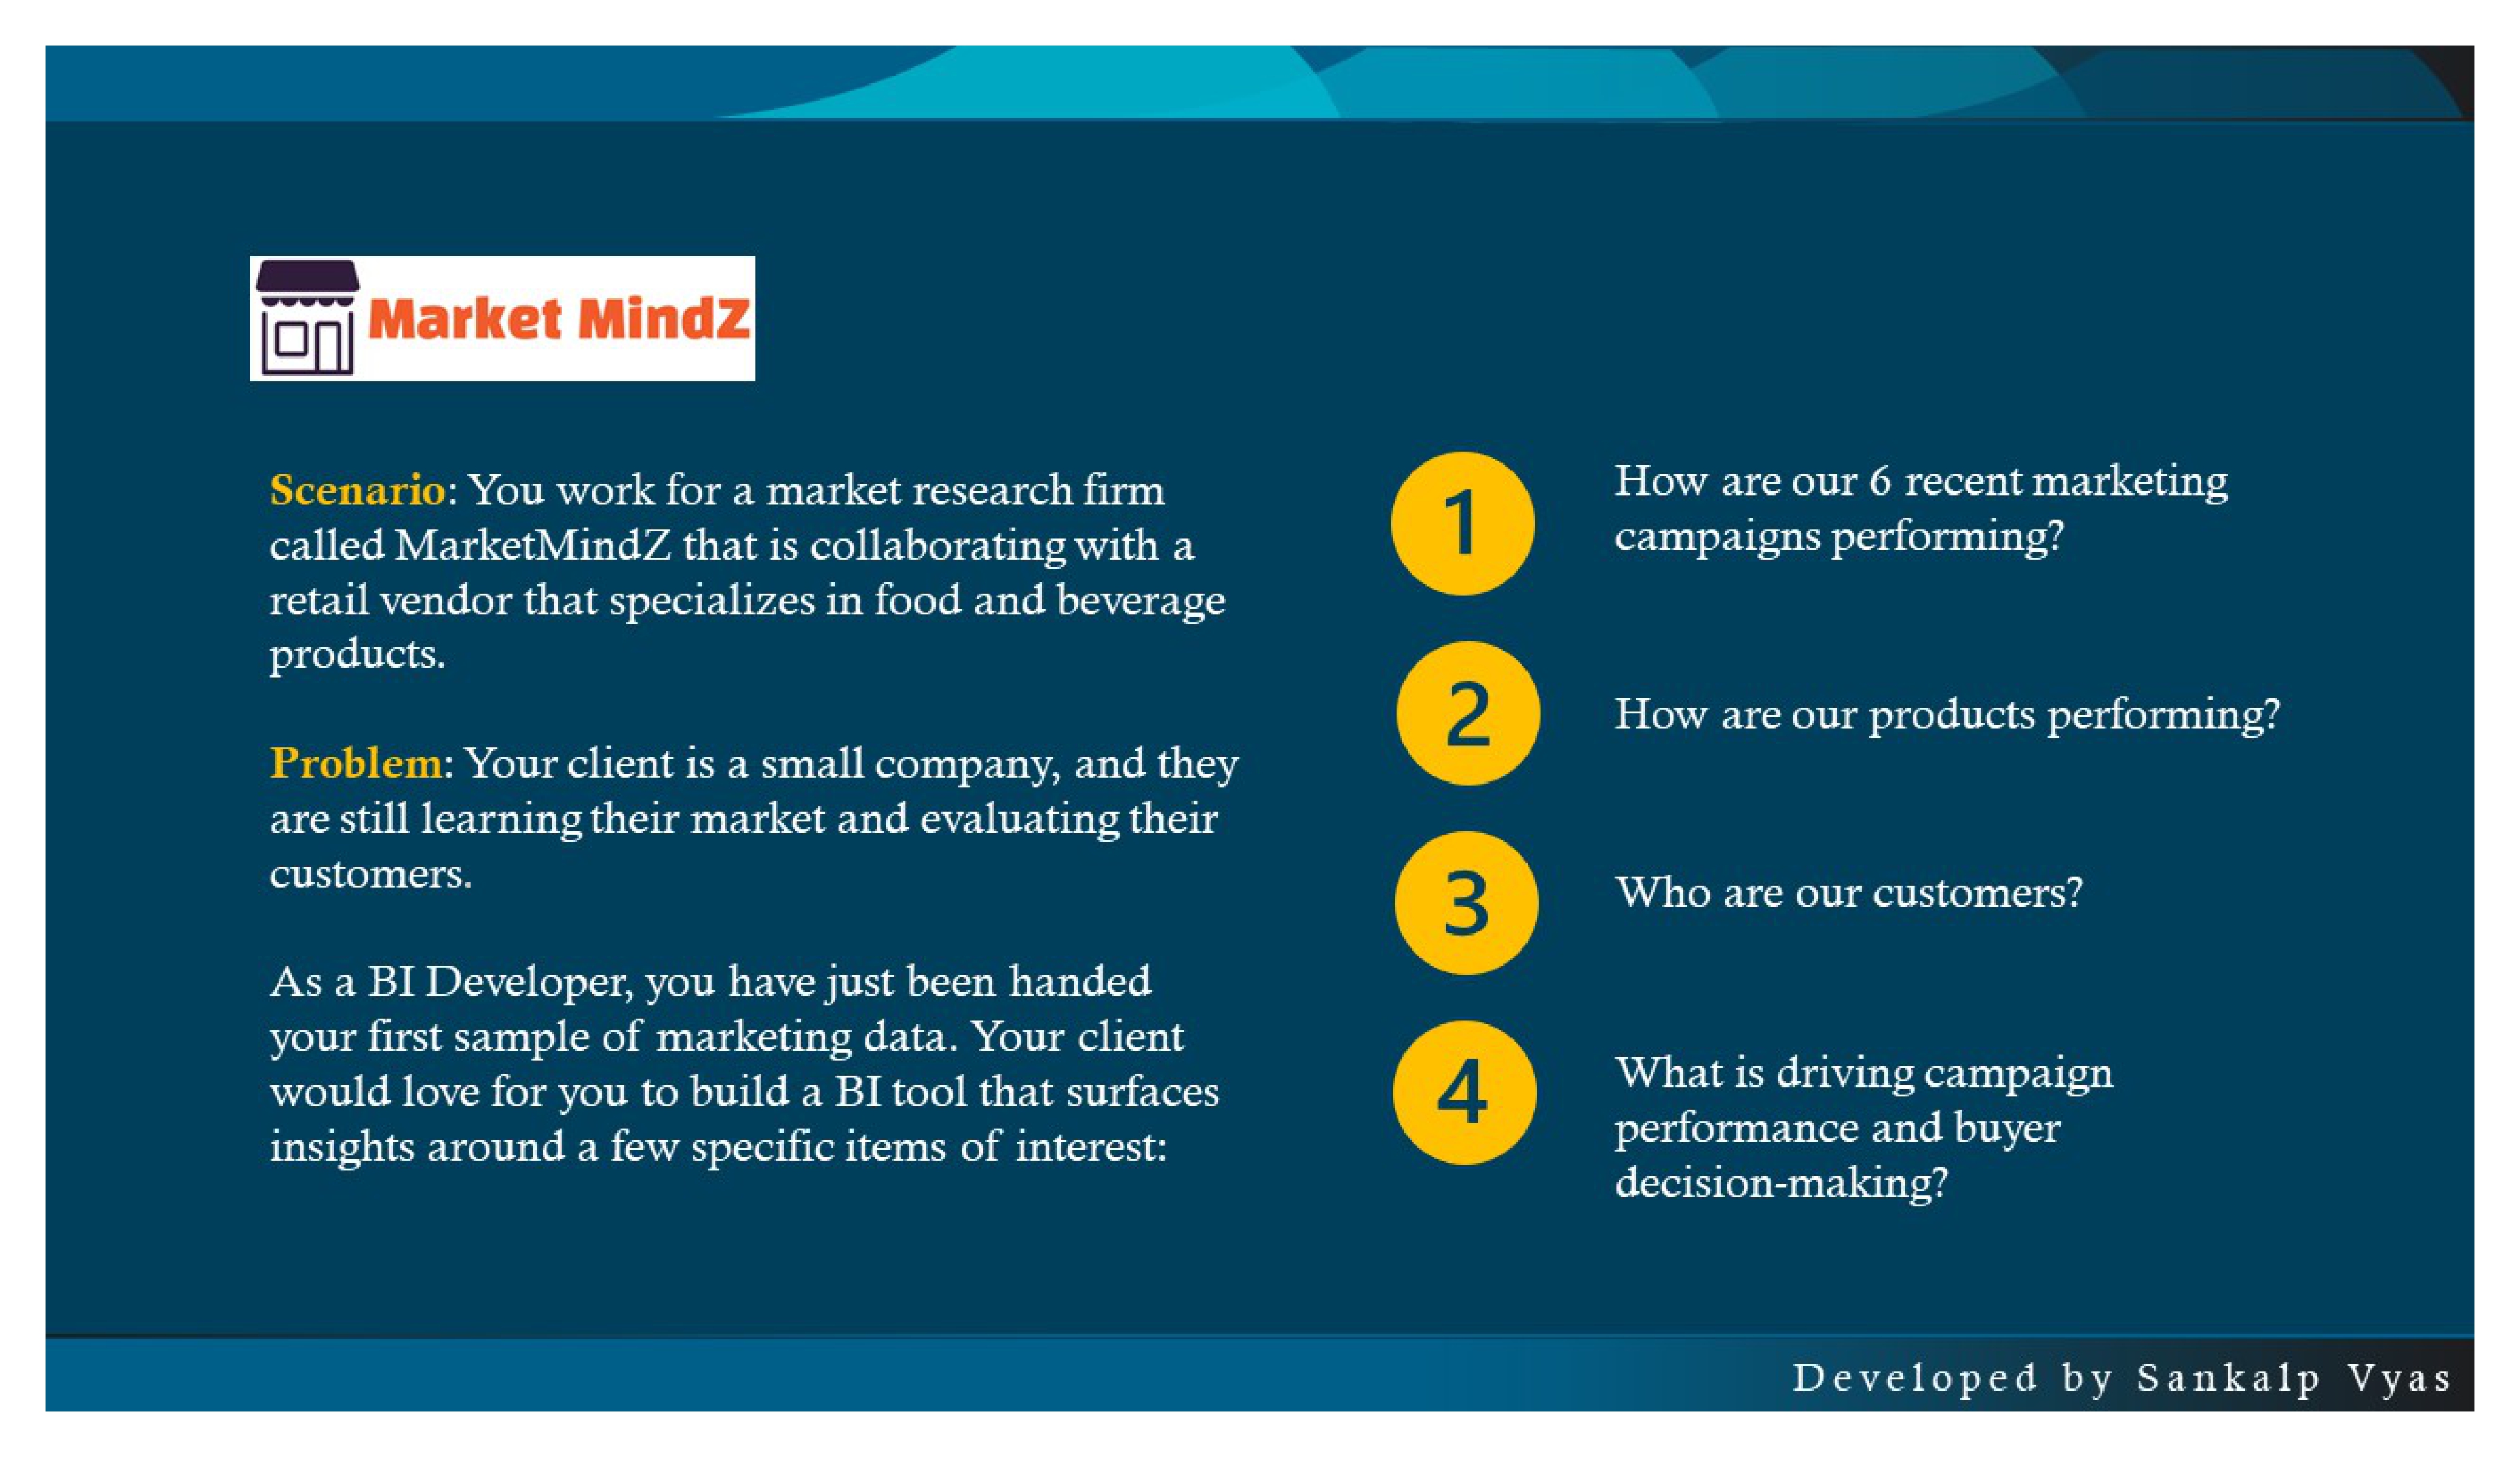 Market MindZ
Scenario: You work for a market research firm
called MarketMindZ that is collaborating with a
retail vendor that specializes in food and beverage
products.
Problem: Your client is a small company, and they
are still learning their market and evaluating their
customers.
As a BI Developer, you have just been handed
your first sample of marketing data. Your client
would love for you to build a BI tool that surfaces
insights around a few specific items of interest:
1
How are our 6 recent marketing
campaigns performing?
2
How are our products performing?
3
Who are our customers?
4
What is driving campaign
performance and buyer
decision-making?
Developed by Sankalp Vyas